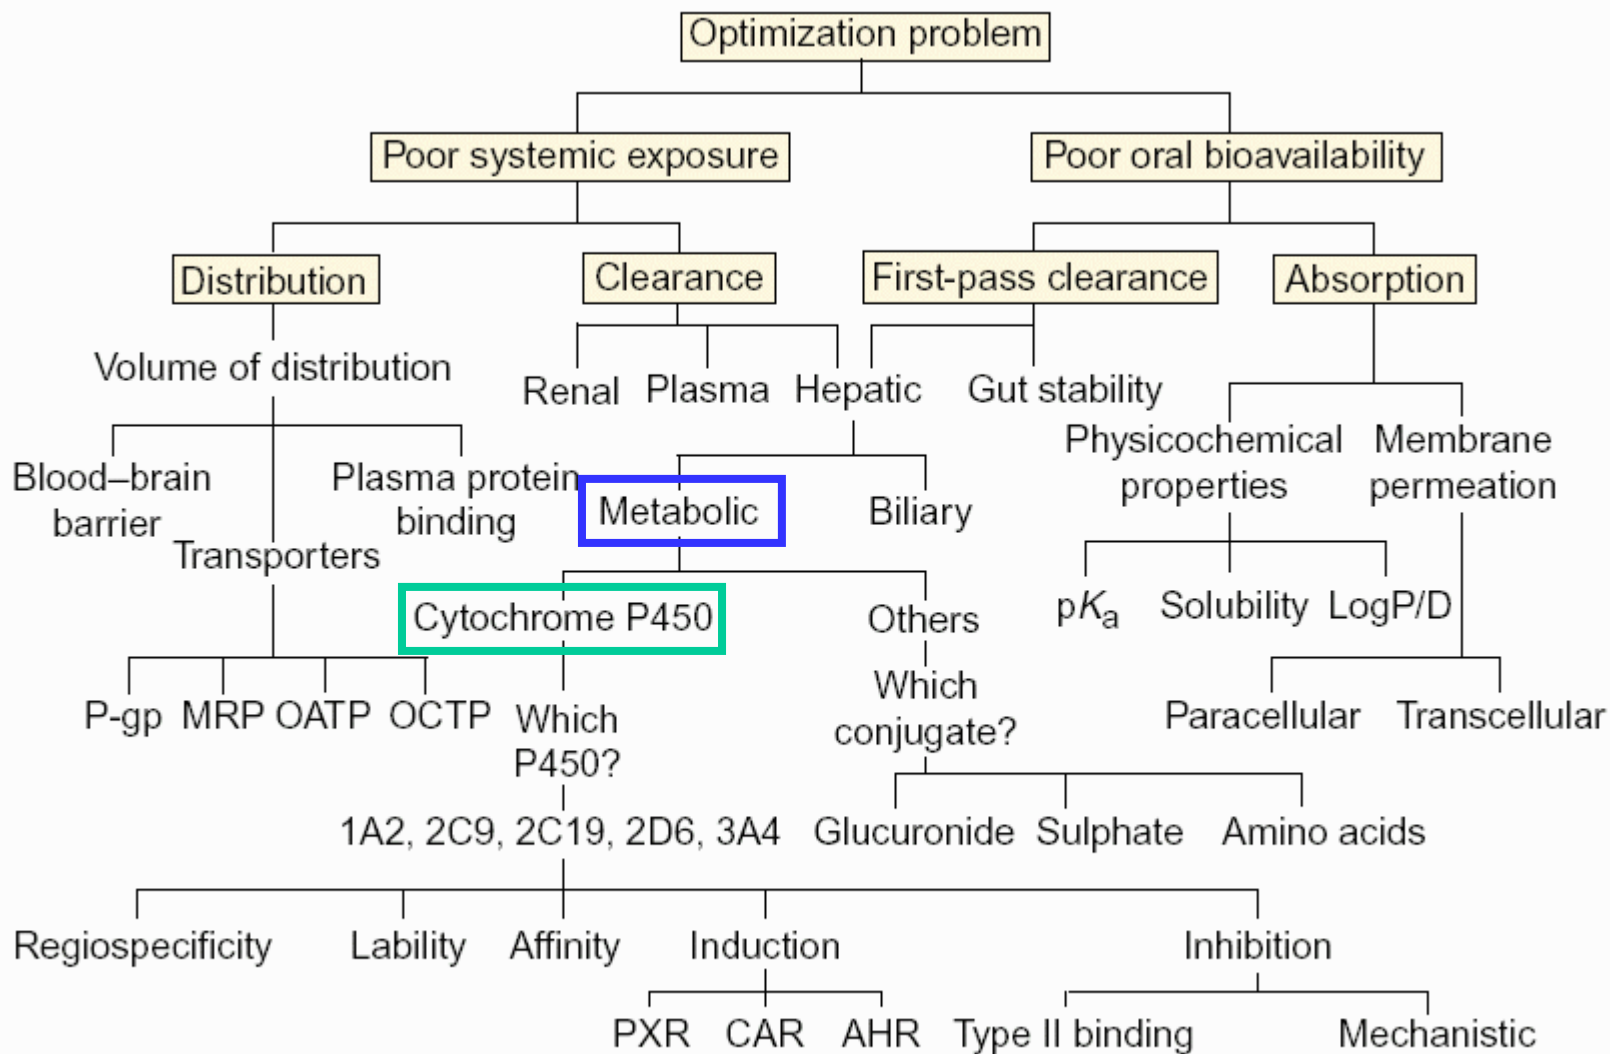 Optimization problem
Poor systemic exposure
Poor oral bioavailability
Distribution
Clearance
First-pass clearance
Absorption
Volume of distribution
Renal
Plasma
Hepatic
Gut stability
Physicochemical
properties
Membrane
permeation
Blood–brain
barrier
Transporters
Plasma protein
binding
Metabolic
Biliary
Cytochrome P450
Others
pKa
Solubility
LogP/D
P-gp
MRP
OATP
OCTP
Which
P450?
Which
conjugate?
Paracellular
Transcellular
1A2, 2C9, 2C19, 2D6, 3A4
Glucuronide
Sulphate
Amino acids
Regiospecificity
Lability
Affinity
Induction
Inhibition
PXR
CAR
AHR
Type II binding
Mechanistic